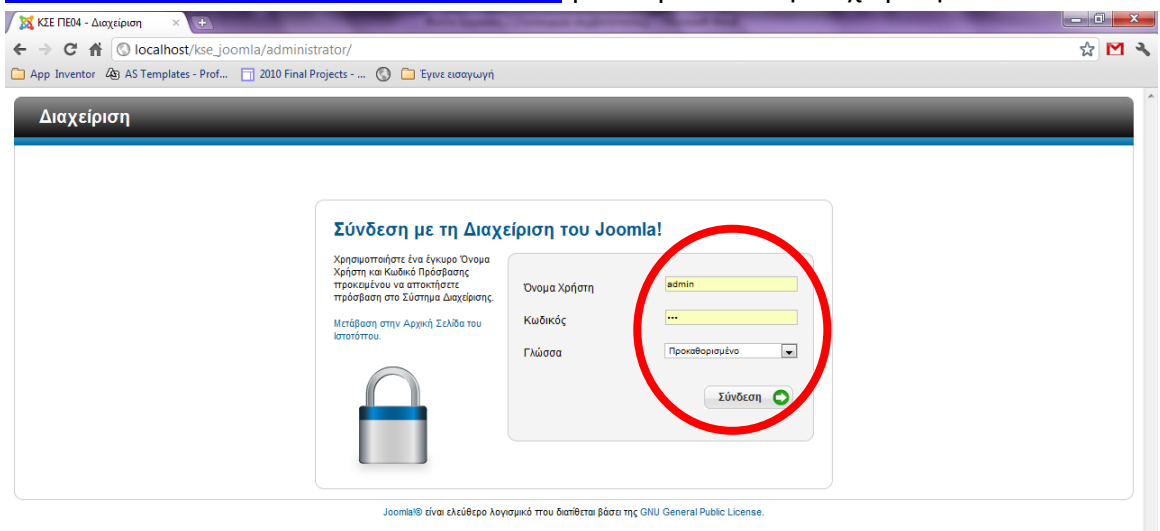 ΚΣΕ ΠΕ04 - Διαχείριση
localhost/kse_joomla/administrator/
App Inventor AS Templates - Prof... 2010 Final Projects - ... Έγινε εισαγωγή
Διαχείριση
Σύνδεση με τη Διαχείριση του Joomla!
Χρησιμοποιήστε ένα έγκυρο Όνομα
Χρήστη και Κωδικό Πρόσβασης
προκειμένου να αποκτήσετε
πρόσβαση στο Σύστημα Διαχείρισης.
Μετάβαση στην Αρχική Σελίδα του
Ιστοτόπου.
Όνομα Χρήστη admin
Κωδικός •••
Γλώσσα Προκαθορισμένο
Σύνδεση
Joomla!® είναι ελεύθερο λογισμικό που διατίθεται βάσει της GNU General Public License.